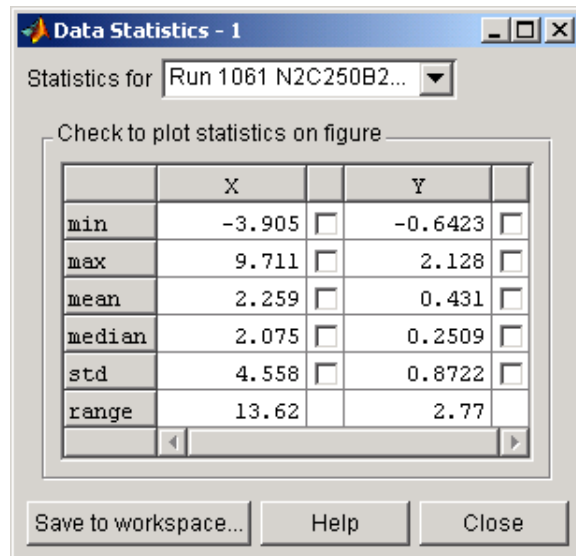 Data Statistics - 1
Statistics for Run 1061 N2C250B2...
Check to plot statistics on figure
X Y
min -3.905 -0.6423
max 9.711 2.128
mean 2.259 0.431
median 2.075 0.2509
std 4.558 0.8722
range 13.62 2.77
Save to workspace... Help Close